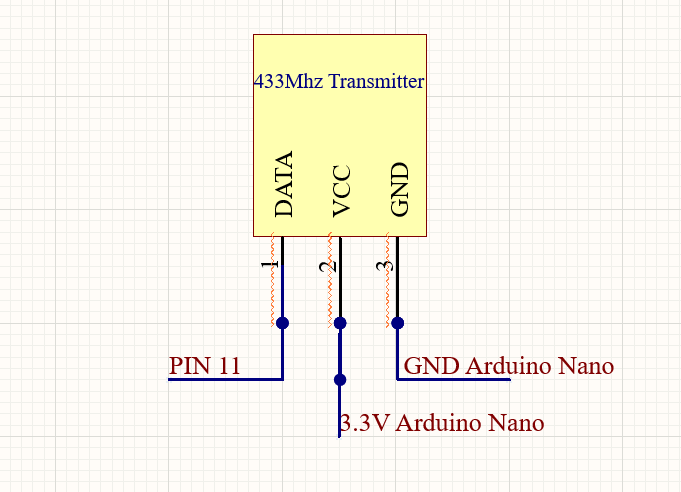 433Mhz Transmitter
DATA
VCC
GND
1
2
3
PIN 11
GND Arduino Nano
3.3V Arduino Nano